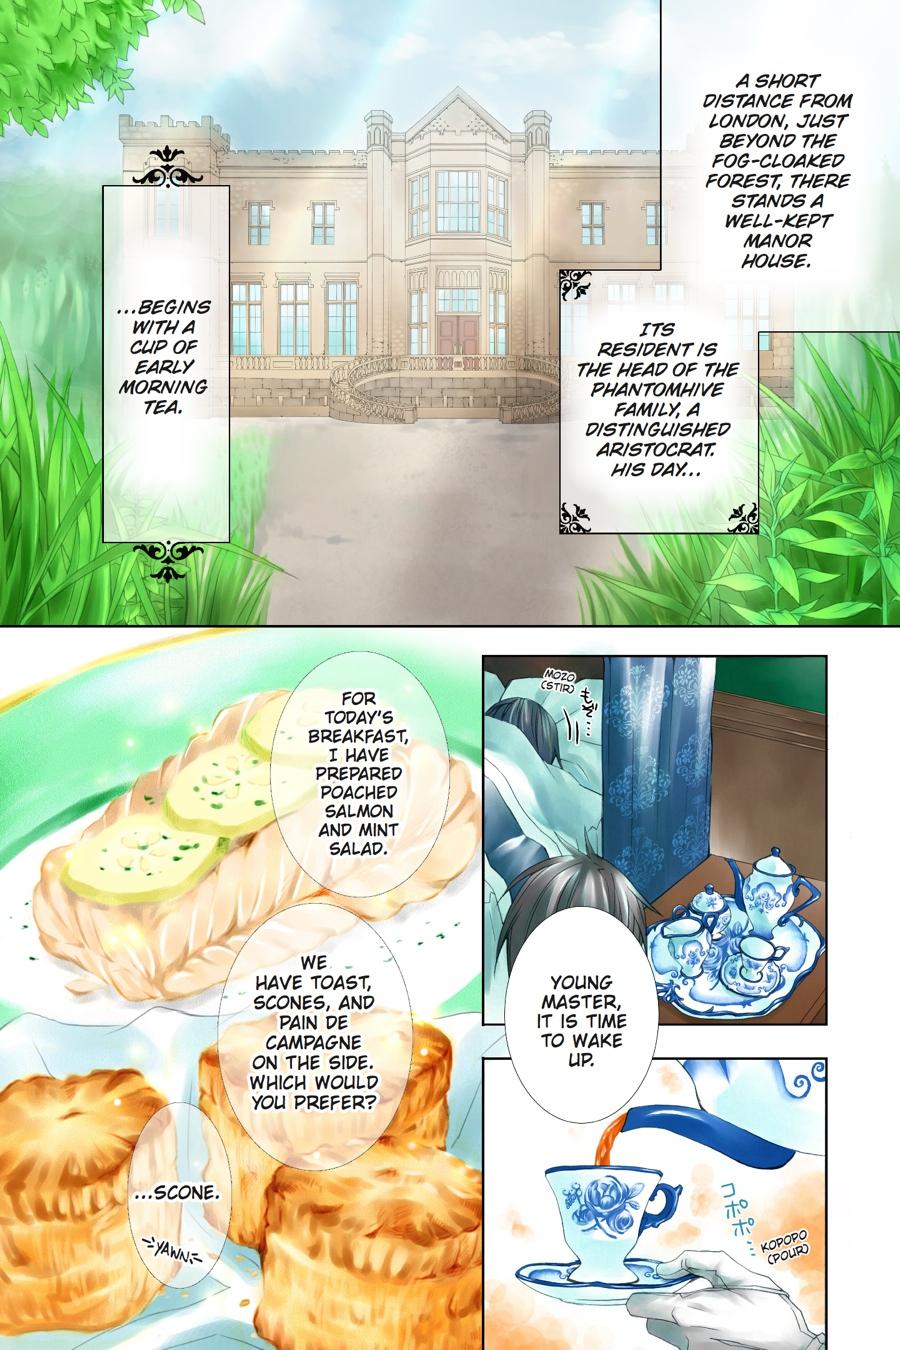 A SHORT
DISTANCE FROM
LONDON, JUST
BEYOND THE
FOG-CLOAKED
FOREST, THERE
STANDS A
WELL-KEPT
MANOR
HOUSE.
ITS
RESIDENT IS
THE HEAD OF THE
PHANTOMHIVE
FAMILY, A
DISTINGUISHED
ARISTOCRAT.
HIS DAY...
...BEGINS
WITH A
CUP OF
EARLY
MORNING
TEA.
MOZO
(STIR)
もぞ…
YOUNG
MASTER,
IT IS TIME
TO WAKE
UP.
コポポ…
KOPOPO
(POUR)
FOR
TODAY'S
BREAKFAST,
I HAVE
PREPARED
POACHED
SALMON
AND MINT
SALAD.
WE
HAVE TOAST,
SCONES, AND
PAIN DE
CAMPAGNE
ON THE SIDE.
WHICH WOULD
YOU PREFER?
...SCONE.
YAWN